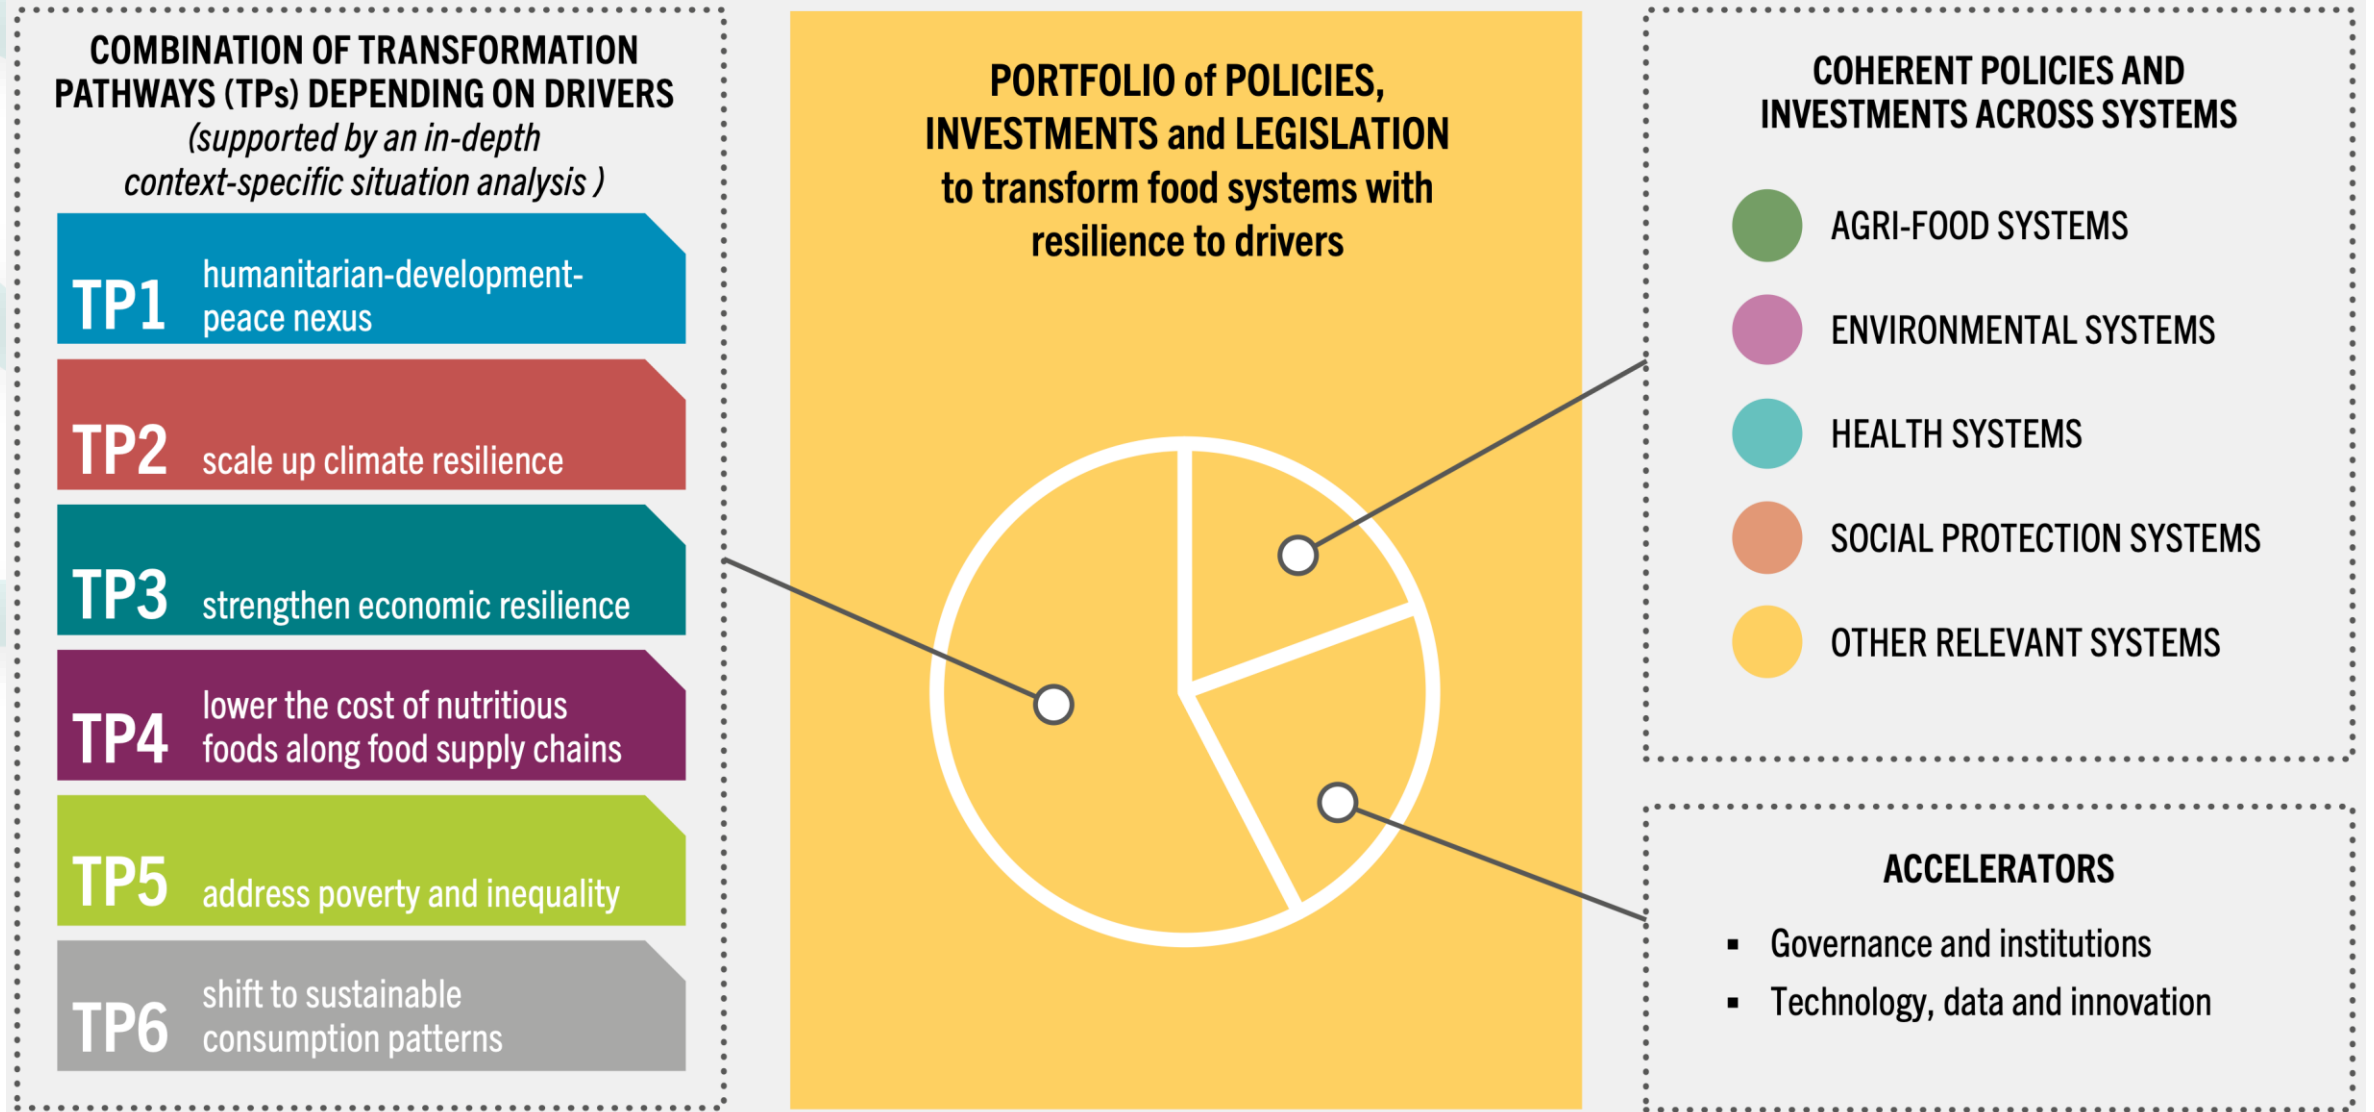 COMBINATION OF TRANSFORMATION
PATHWAYS (TPs) DEPENDING ON DRIVERS
(supported by an in-depth
context-specific situation analysis )
TP1
humanitarian-development-
peace nexus
TP2
scale up climate resilience
TP3
strengthen economic resilience
TP4
lower the cost of nutritious
foods along food supply chains
TP5
address poverty and inequality
TP6
shift to sustainable
consumption patterns
PORTFOLIO of POLICIES,
INVESTMENTS and LEGISLATION
to transform food systems with
resilience to drivers
COHERENT POLICIES AND
INVESTMENTS ACROSS SYSTEMS
AGRI-FOOD SYSTEMS
ENVIRONMENTAL SYSTEMS
HEALTH SYSTEMS
SOCIAL PROTECTION SYSTEMS
OTHER RELEVANT SYSTEMS
ACCELERATORS
▪ Governance and institutions
▪ Technology, data and innovation